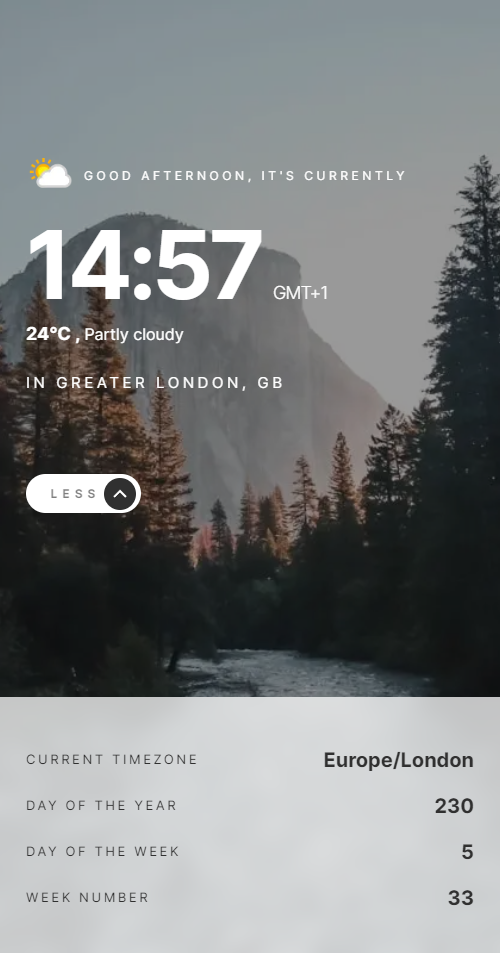 GOOD AFTERNOON, IT'S CURRENTLY
14:57 GMT+1
24°C , Partly cloudy
IN GREATER LONDON, GB
LESS
CURRENT TIMEZONE Europe/London
DAY OF THE YEAR 230
DAY OF THE WEEK 5
WEEK NUMBER 33